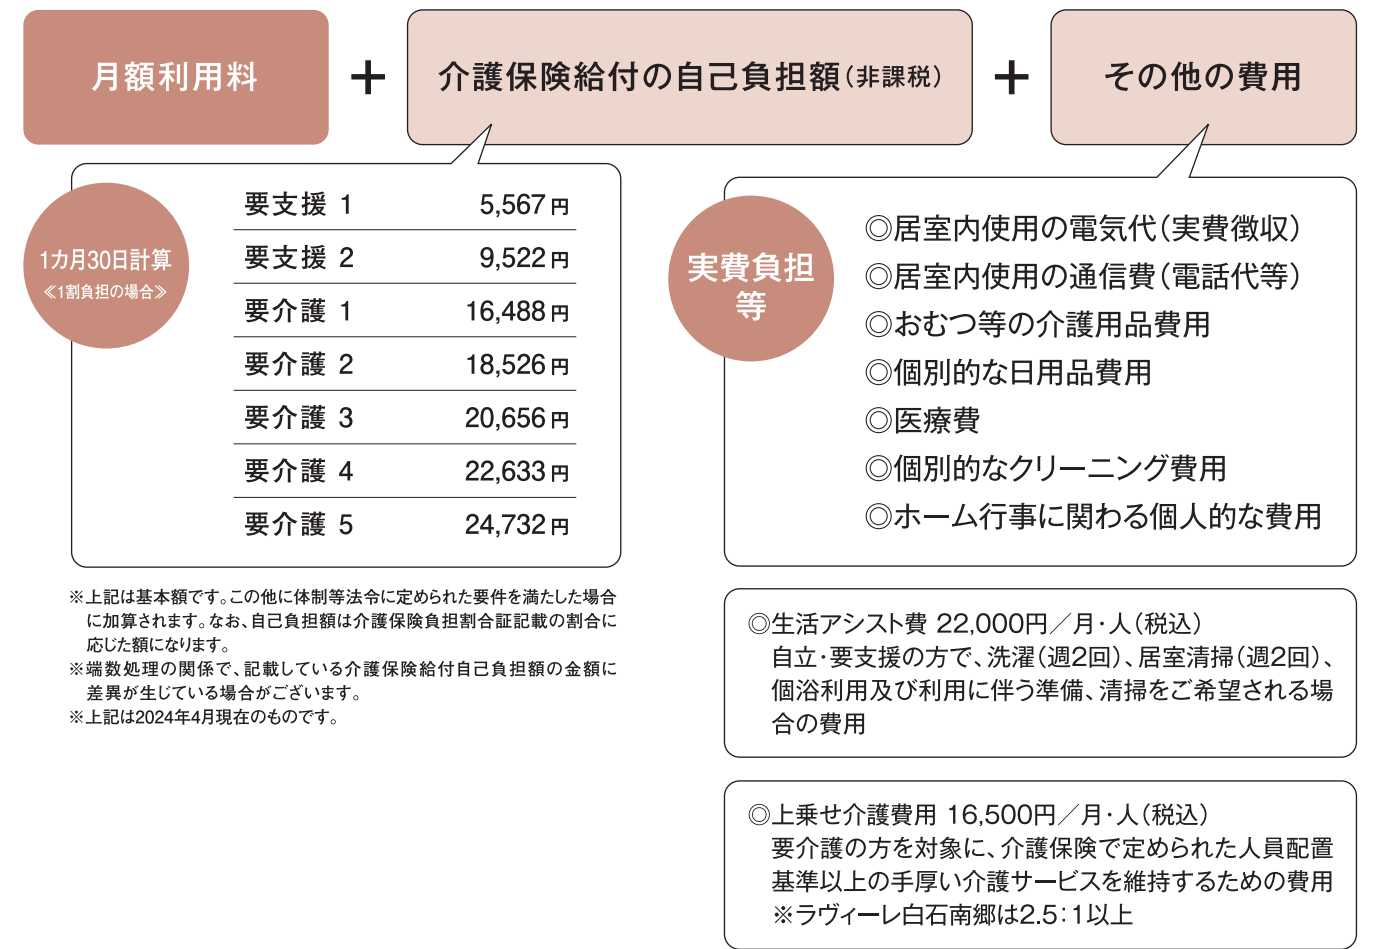 月額利用料
+
介護保険給付の自己負担額(非課税)
+
その他の費用
1カ月30日計算
≪1割負担の場合≫
要支援 1 5,567円
要支援 2 9,522円
要介護 1 16,488円
要介護 2 18,526円
要介護 3 20,656円
要介護 4 22,633円
要介護 5 24,732円
※上記は基本額です。この他に体制等法令に定められた要件を満たした場合
に加算されます。なお、自己負担額は介護保険負担割合証記載の割合に
応じた額になります。
※端数処理の関係で、記載している介護保険給付自己負担額の金額に
差異が生じている場合がございます。
※上記は2024年4月現在のものです。
実費負担
等
◎居室内使用の電気代(実費徴収)
◎居室内使用の通信費(電話代等)
◎おむつ等の介護用品費用
◎個別的な日用品費用
◎医療費
◎個別的なクリーニング費用
◎ホーム行事に関わる個人的な費用
◎生活アシスト費 22,000円/月・人(税込)
自立・要支援の方で、洗濯(週2回)、居室清掃(週2回)、
個浴利用及び利用に伴う準備、清掃をご希望される場
合の費用
◎上乗せ介護費用 16,500円/月・人(税込)
要介護の方を対象に、介護保険で定められた人員配置
基準以上の手厚い介護サービスを維持するための費用
※ラヴィーレ白石南郷は2.5:1以上